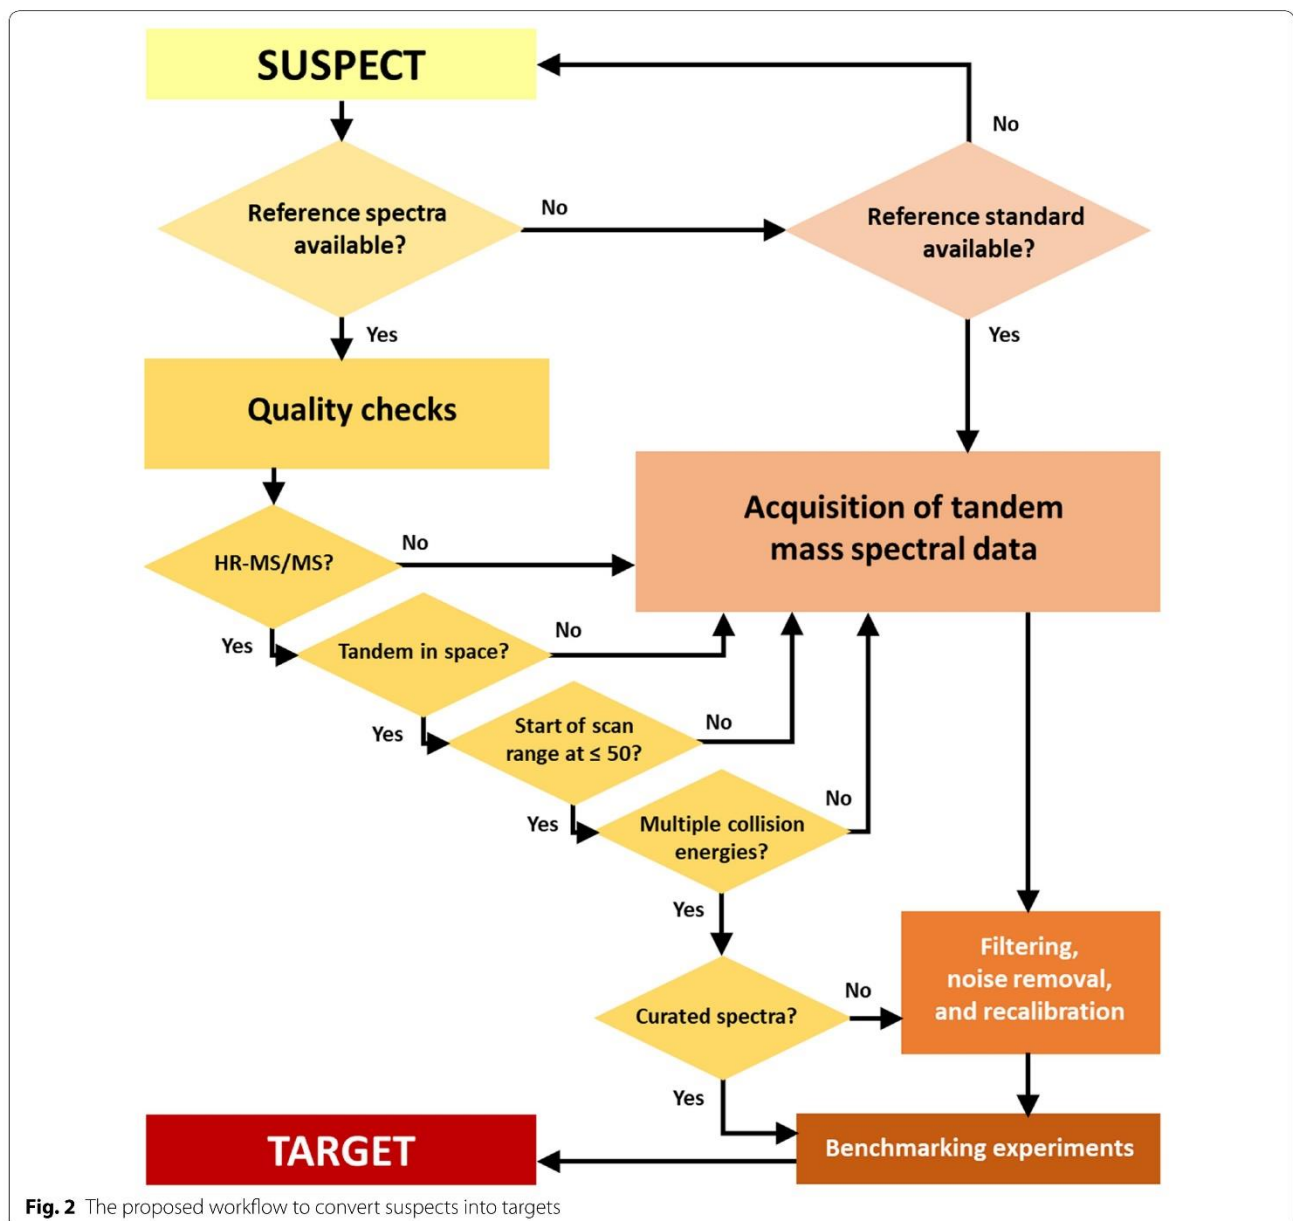 SUSPECT
No
Reference spectra
available?
No
Reference standard
available?
Yes
Yes
Quality checks
Acquisition of tandem
mass spectral data
HR-MS/MS?
No
Yes
Tandem in space?
No
Yes
Start of scan
range at ≤ 50?
No
Yes
Multiple collision
energies?
No
Yes
Filtering,
noise removal,
and recalibration
Curated spectra?
No
Yes
TARGET
Benchmarking experiments
Fig. 2 The proposed workflow to convert suspects into targets